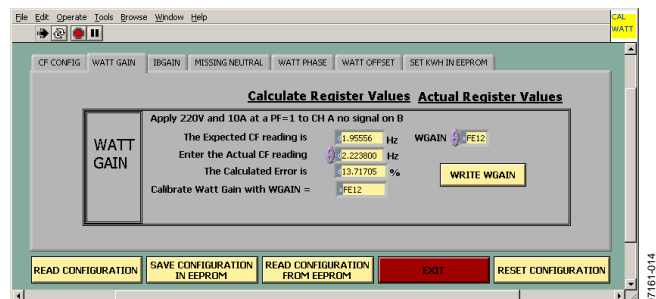 File Edit Operate Tools Browse Window Help
CAL
WATT
CF CONFIG WATT GAIN IBGAIN MISSING NEUTRAL WATT PHASE WATT OFFSET SET KWH IN EEPROM
Calculate Register Values Actual Register Values
Apply 220V and 10A at a PF=1 to CH A no signal on B
WATT
GAIN
The Expected CF reading is 1.95556 Hz WGAIN xFE12
Enter the Actual CF reading 2.223800 Hz
The Calculated Error is 13.71705 % WRITE WGAIN
Calibrate Watt Gain with WGAIN = xFE12
READ CONFIGURATION
SAVE CONFIGURATION
IN EEPROM
READ CONFIGURATION
FROM EEPROM
EXIT
RESET CONFIGURATION
7161-014